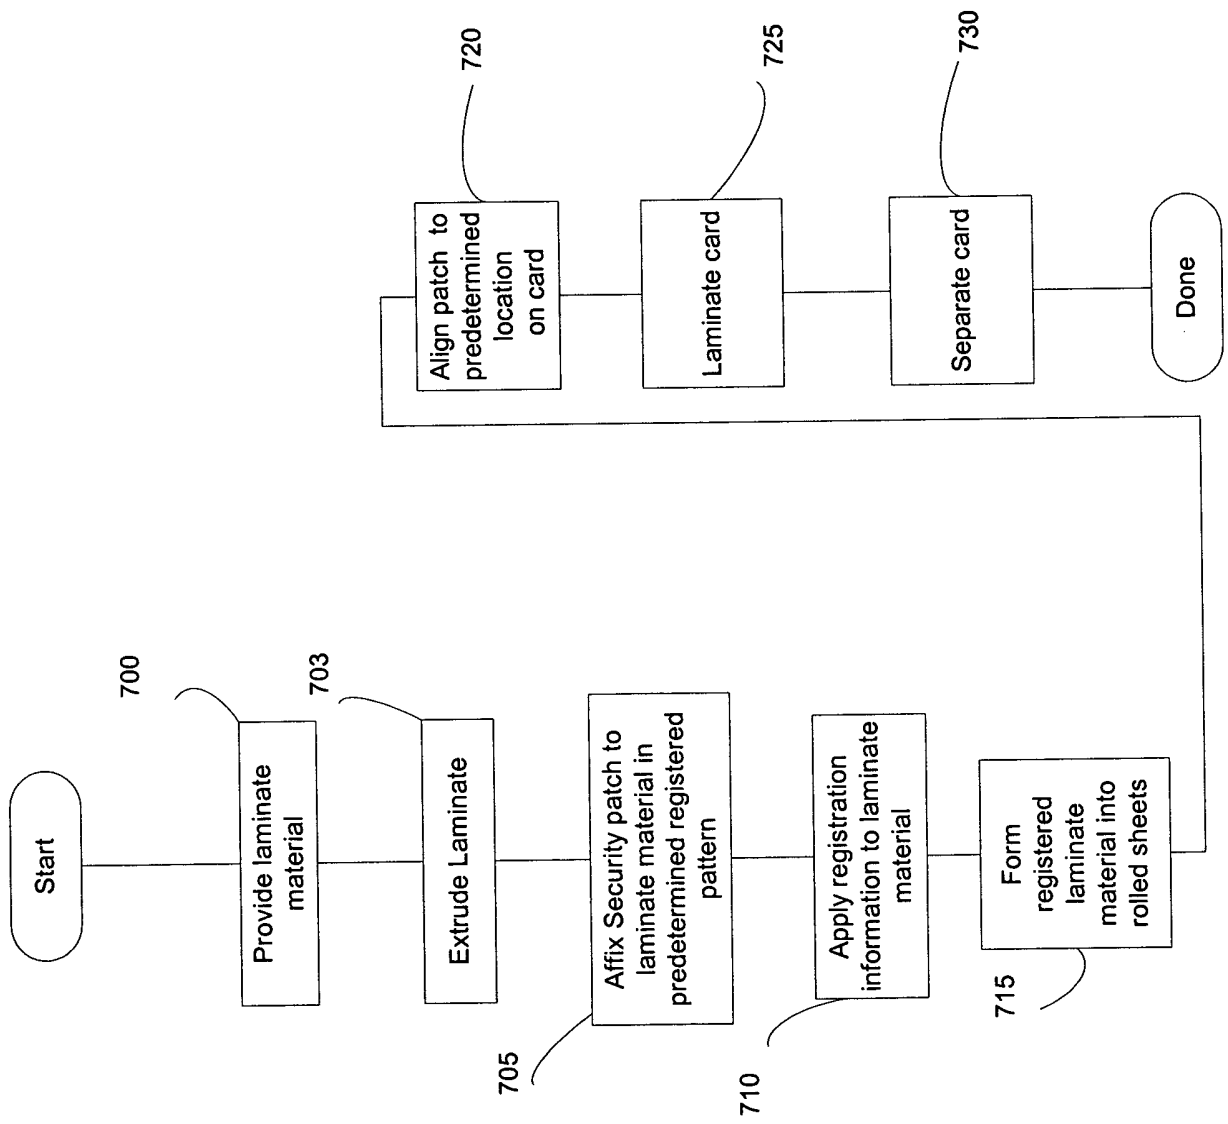 Start
700
Provide laminate
material
703
Extrude Laminate
705
Affix Security patch to
laminate material in
predetermined registered
pattern
710
Apply registration
information to laminate
material
715
Form
registered
laminate
material into
rolled sheets
720
Align patch to
predetermined
location
on card
725
Laminate card
730
Separate card
Done